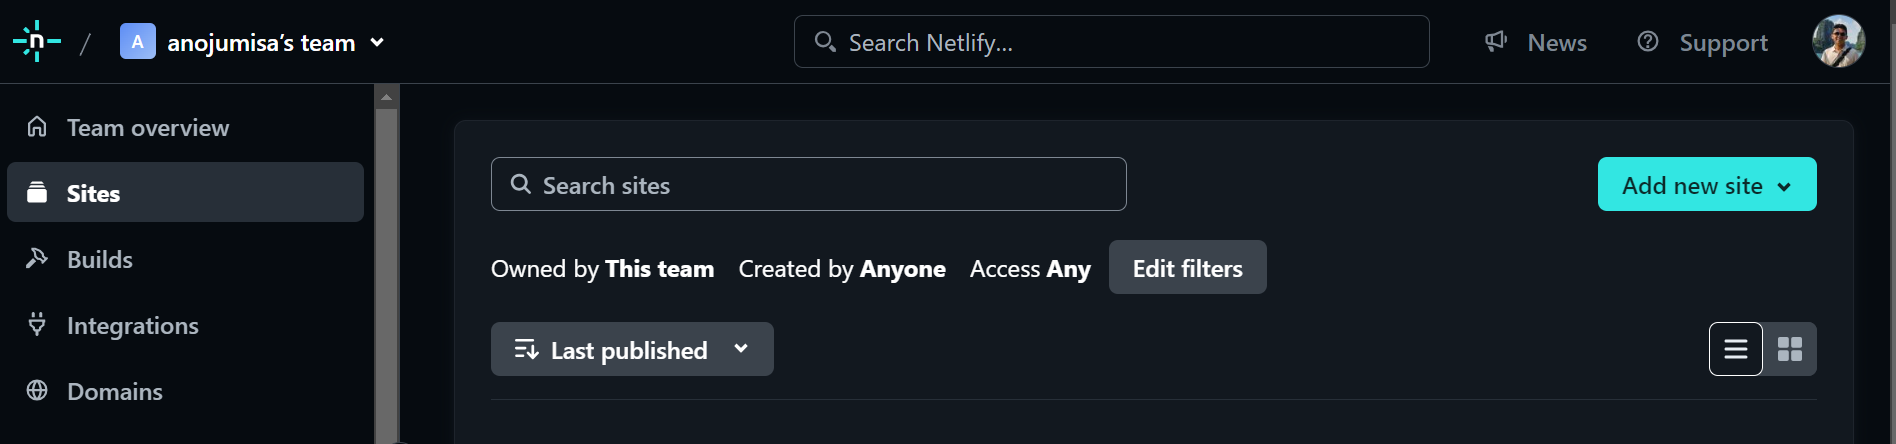 n
A
anojumisa’s team
Search Netlify...
News
Support
Team overview
Sites
Builds
Integrations
Domains
Search sites
Add new site
Owned by This team Created by Anyone Access Any
Edit filters
Last published